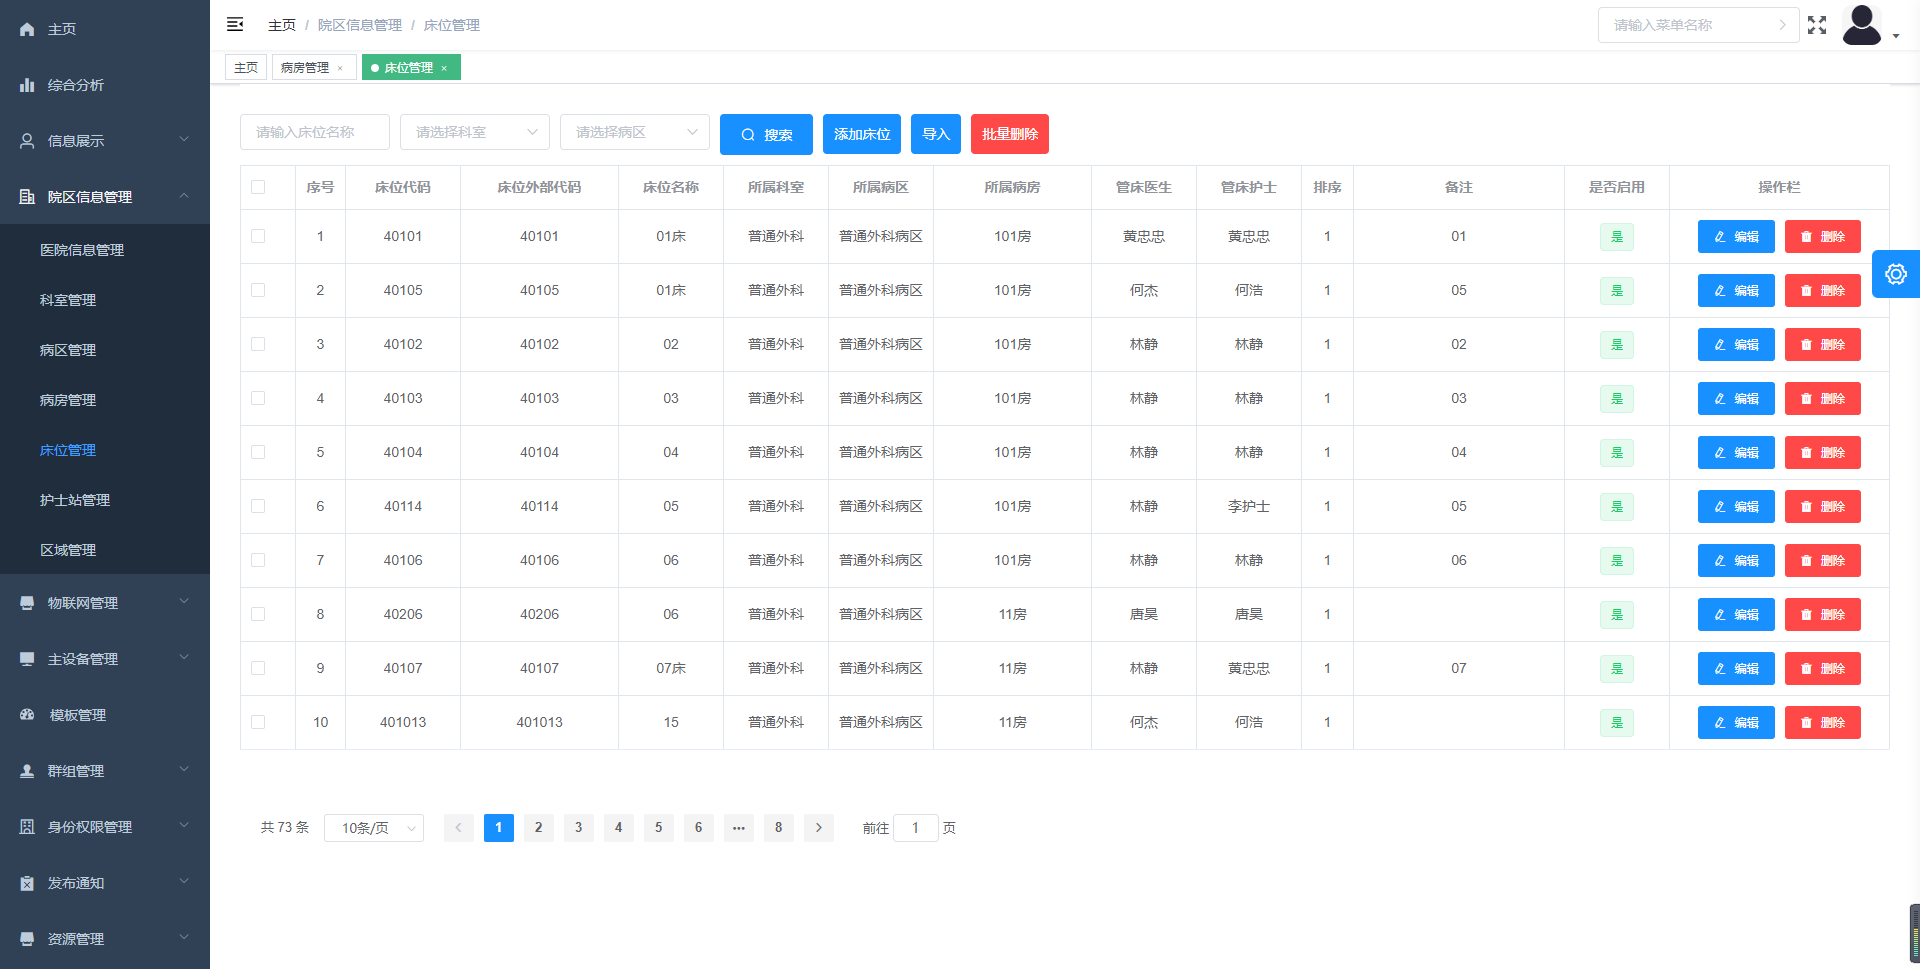 主页
综合分析
信息展示
院区信息管理
医院信息管理
科室管理
病区管理
病房管理
床位管理
护士站管理
区域管理
物联网管理
主设备管理
模板管理
群组管理
身份权限管理
发布通知
资源管理
主页 / 院区信息管理 / 床位管理
请输入菜单名称
主页 病房管理 × 床位管理 ×
请输入床位名称 请选择科室 请选择病区 搜索 添加床位 导入 批量删除
序号 床位代码 床位外部代码 床位名称 所属科室 所属病区 所属病房 管床医生 管床护士 排序 备注 是否启用 操作栏
1 40101 40101 01床 普通外科 普通外科病区 101房 黄忠忠 黄忠忠 1 01 是 编辑 删除
2 40105 40105 01床 普通外科 普通外科病区 101房 何杰 何浩 1 05 是 编辑 删除
3 40102 40102 02 普通外科 普通外科病区 101房 林静 林静 1 02 是 编辑 删除
4 40103 40103 03 普通外科 普通外科病区 101房 林静 林静 1 03 是 编辑 删除
5 40104 40104 04 普通外科 普通外科病区 101房 林静 林静 1 04 是 编辑 删除
6 40114 40114 05 普通外科 普通外科病区 101房 林静 李护士 1 05 是 编辑 删除
7 40106 40106 06 普通外科 普通外科病区 101房 林静 林静 1 06 是 编辑 删除
8 40206 40206 06 普通外科 普通外科病区 11房 唐昊 唐昊 1 是 编辑 删除
9 40107 40107 07床 普通外科 普通外科病区 11房 林静 黄忠忠 1 07 是 编辑 删除
10 401013 401013 15 普通外科 普通外科病区 11房 何杰 何浩 1 是 编辑 删除
共 73 条 10条/页 1 2 3 4 5 6 ••• 8 前往 1 页